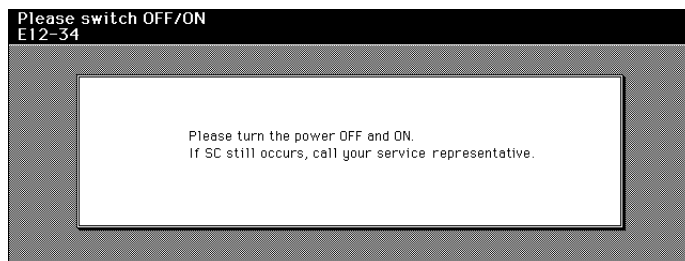 Please switch OFF/ON
E12-34
Please turn the power OFF and ON.
If SC still occurs, call your service representative.